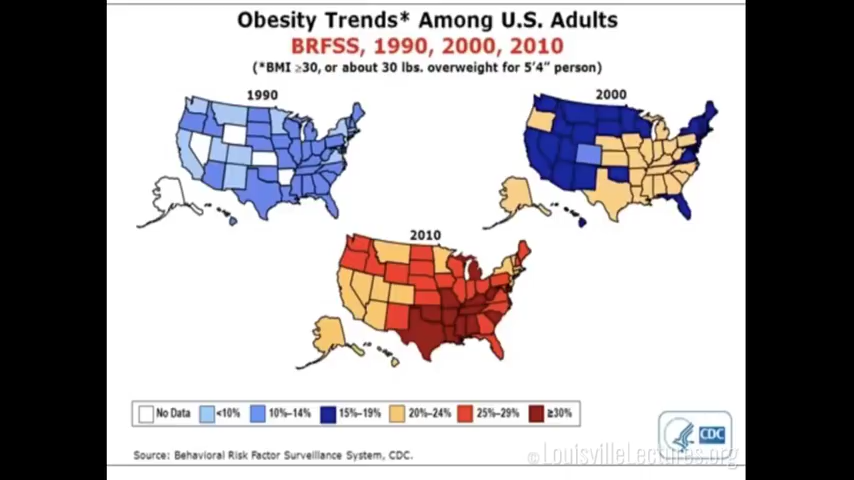 Obesity Trends* Among U.S. Adults
BRFSS, 1990, 2000, 2010
(*BMI ≥30, or about 30 lbs. overweight for 5'4" person)
1990
2000
2010
No Data <10% 10%–14% 15%–19% 20%–24% 25%–29% ≥30%
CDC
Source: Behavioral Risk Factor Surveillance System, CDC.
© LouisvilleLectures.org